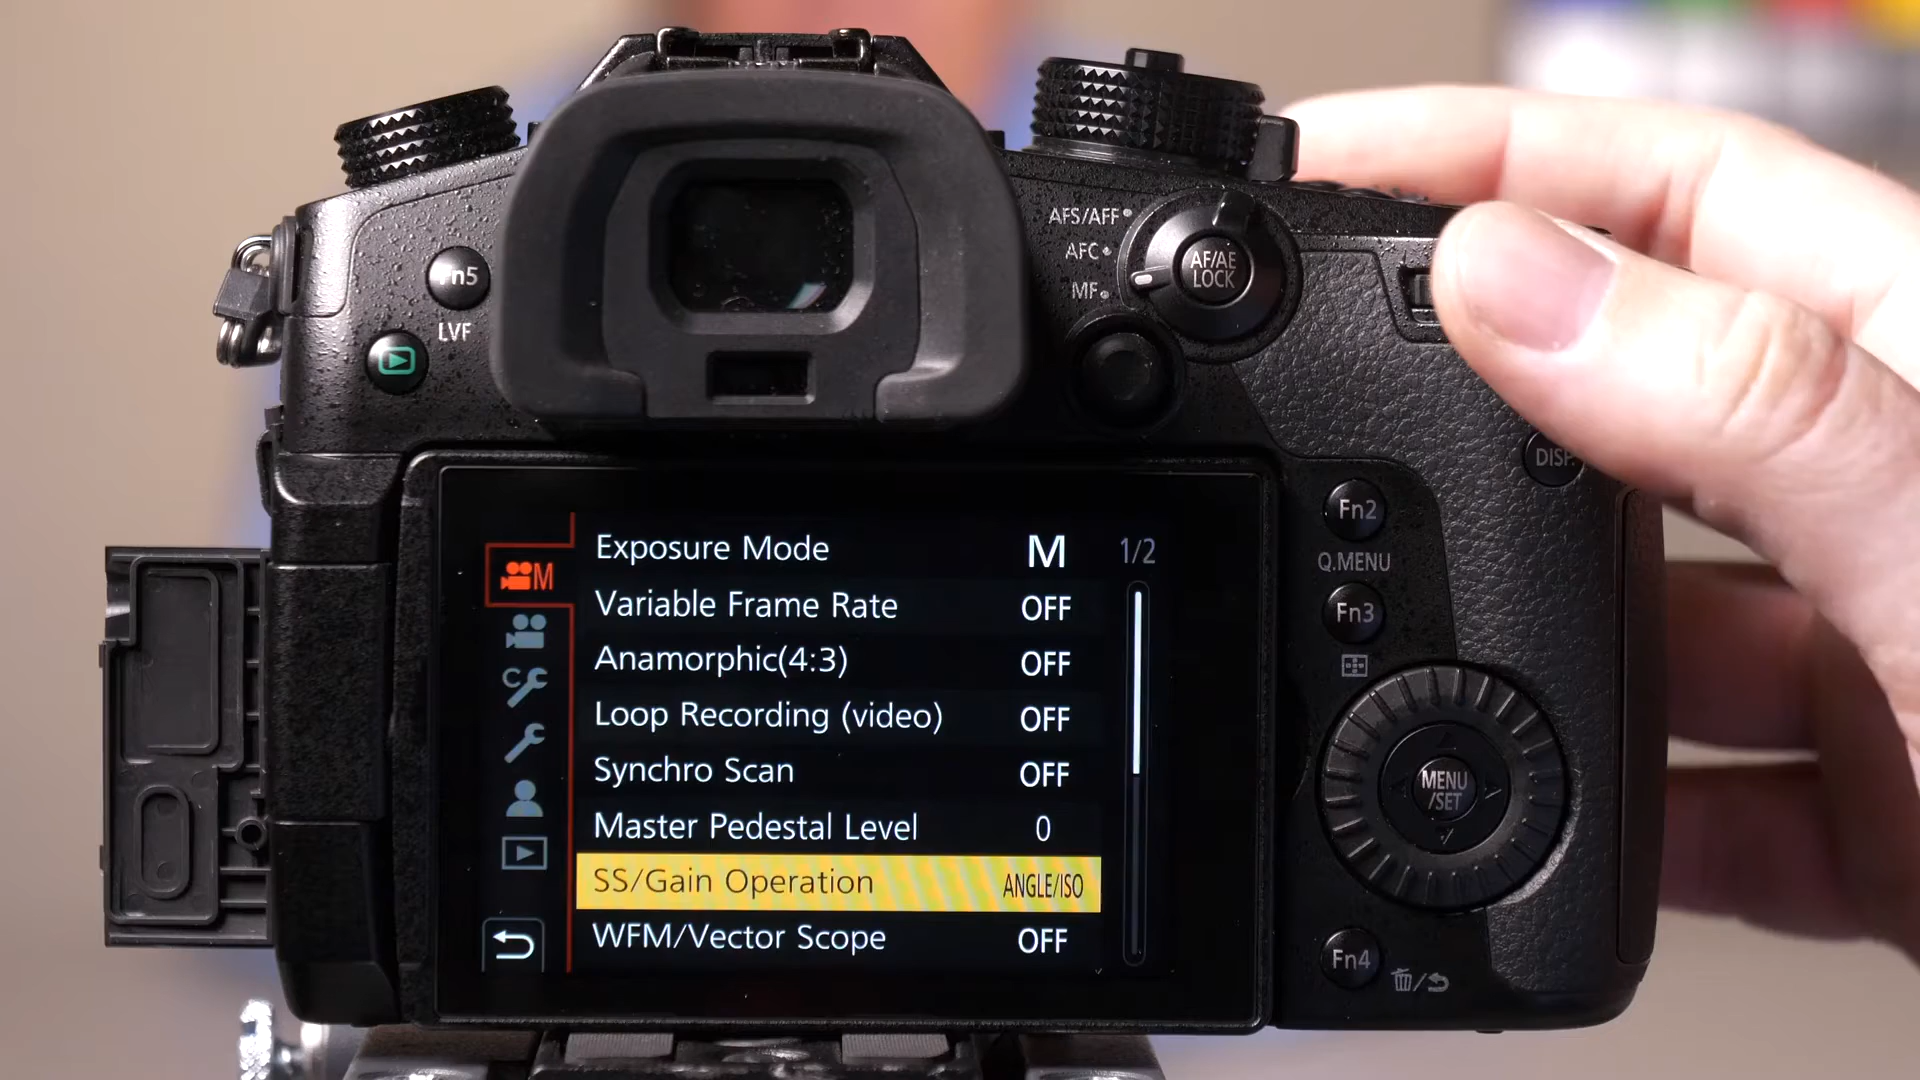 AFS/AFF
AFC
MF
AF/AE
LOCK
Fn5
LVF
DISP.
Fn2
Q.MENU
Fn3
MENU
/SET
Fn4
M
C
Exposure Mode M 1/2
Variable Frame Rate OFF
Anamorphic(4:3) OFF
Loop Recording (video) OFF
Synchro Scan OFF
Master Pedestal Level 0
SS/Gain Operation ANGLE/ISO
WFM/Vector Scope OFF